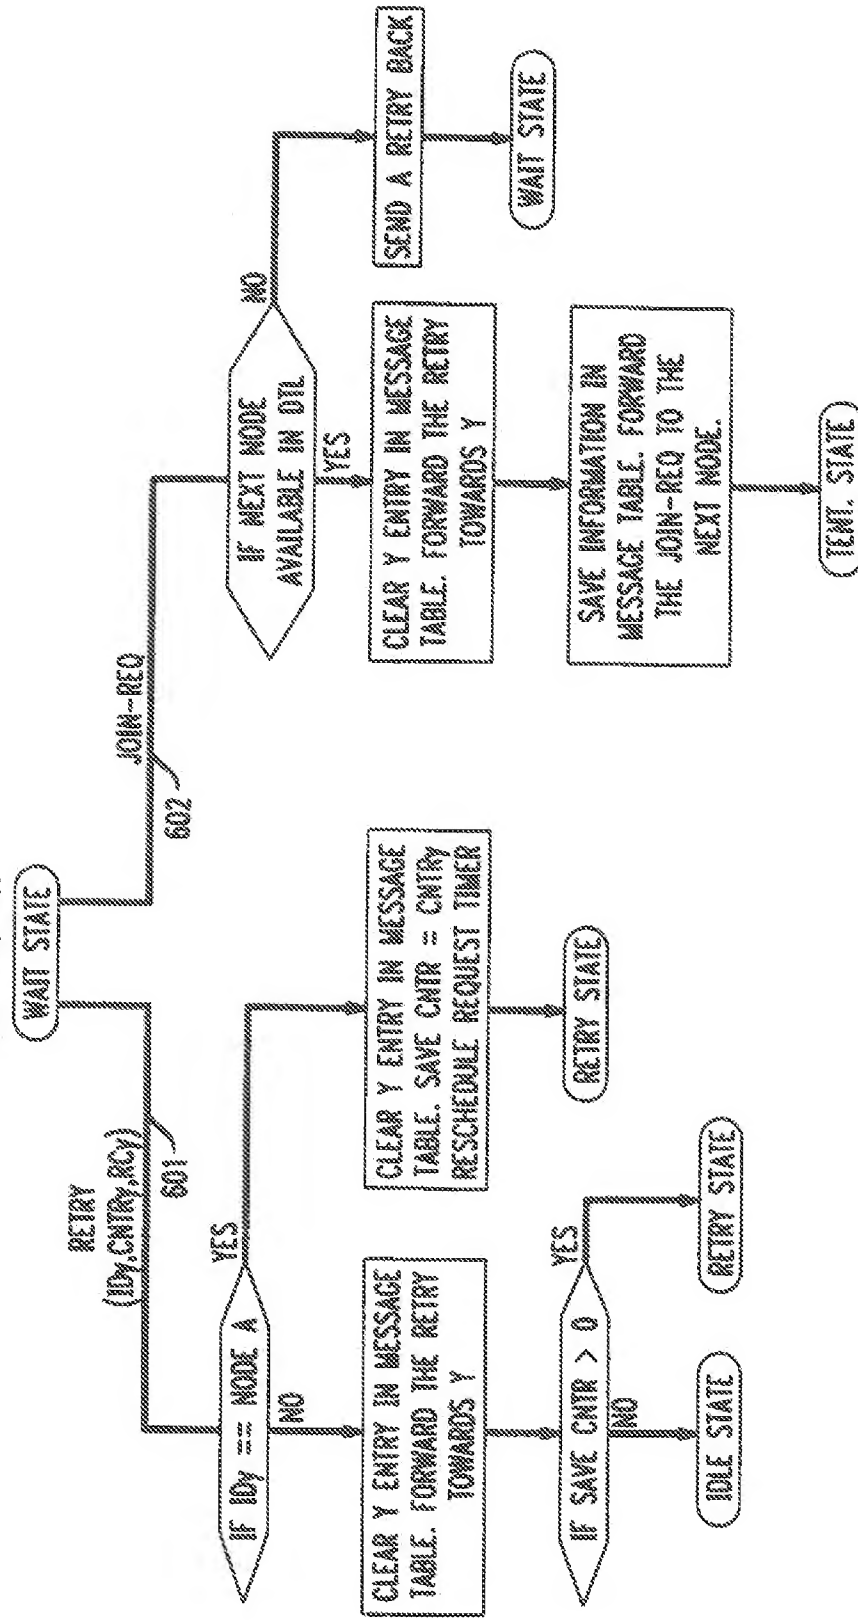 WAIT STATE
RETRY
(IDy,CNTRy,RCy)
601
JOIN-REQ
602
IF IDy == NODE A
YES
NO
CLEAR Y ENTRY IN MESSAGE
TABLE. FORWARD THE RETRY
TOWARDS Y
IF SAVE CNTR > 0
YES
NO
IDLE STATE
RETRY STATE
CLEAR Y ENTRY IN MESSAGE
TABLE. SAVE CNTR = CNTRy
RESCHEDULE REQUEST TIMER
RETRY STATE
IF NEXT NODE
AVAILABLE IN DTL
NO
YES
CLEAR Y ENTRY IN MESSAGE
TABLE. FORWARD THE RETRY
TOWARDS Y
SAVE INFORMATION IN
MESSAGE TABLE. FORWARD
THE JOIN-REQ TO THE
NEXT NODE.
TENT. STATE
SEND A RETRY BACK
WAIT STATE